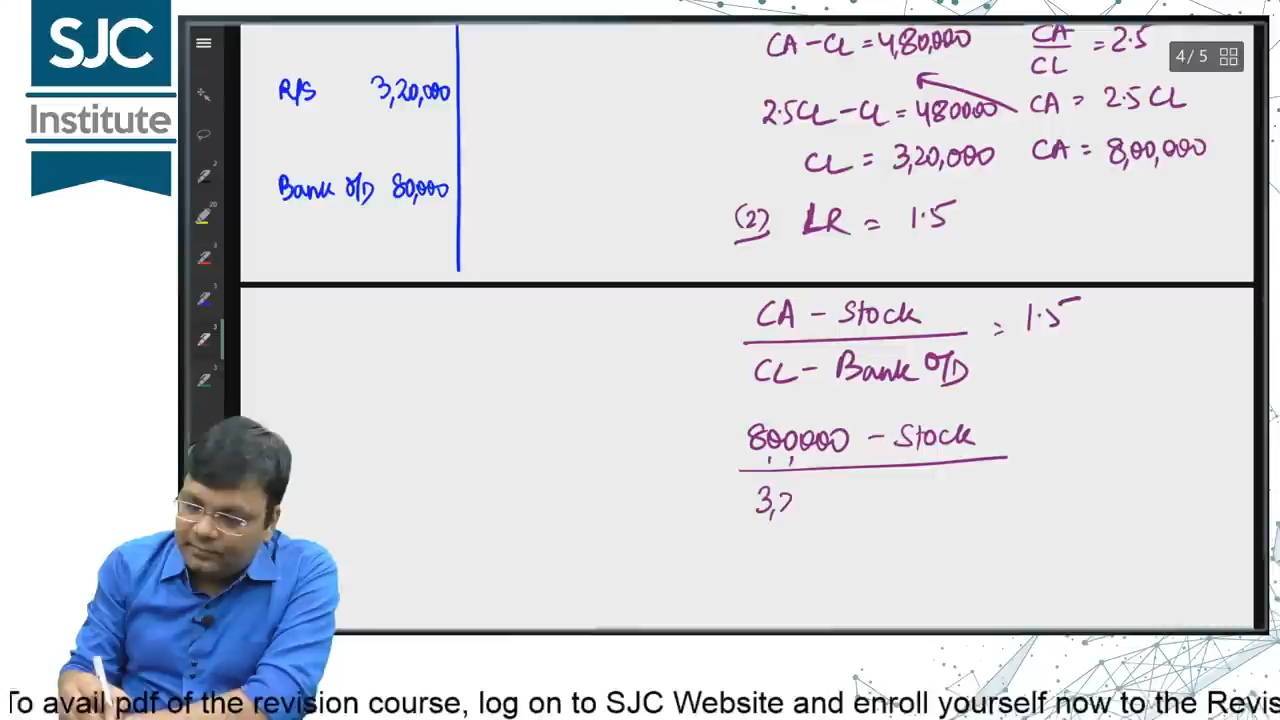 SJC
Institute
R/S 3,20,000
Bank O/D 80,000
CA - CL = 4,80,000
2.5CL - CL = 480000
CL = 3,20,000
CA
CL
= 2.5
CA = 2.5 CL
CA = 8,00,000
4/5
(2) LR = 1.5
CA - Stock
CL - Bank O/D
= 1.5
8,00,000 - Stock
3,2
To avail pdf of the revision course, log on to SJC Website and enroll yourself now to the Revis